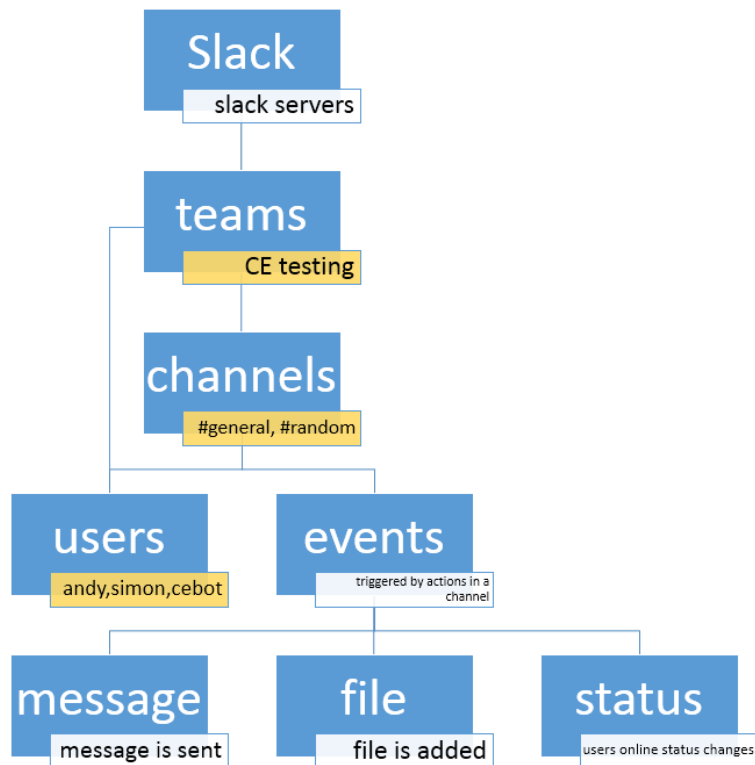 Slack
slack servers
teams
CE testing
channels
#general, #random
users
andy,simon,cebot
events
triggered by actions in a
channel
message
message is sent
file
file is added
status
users online status changes